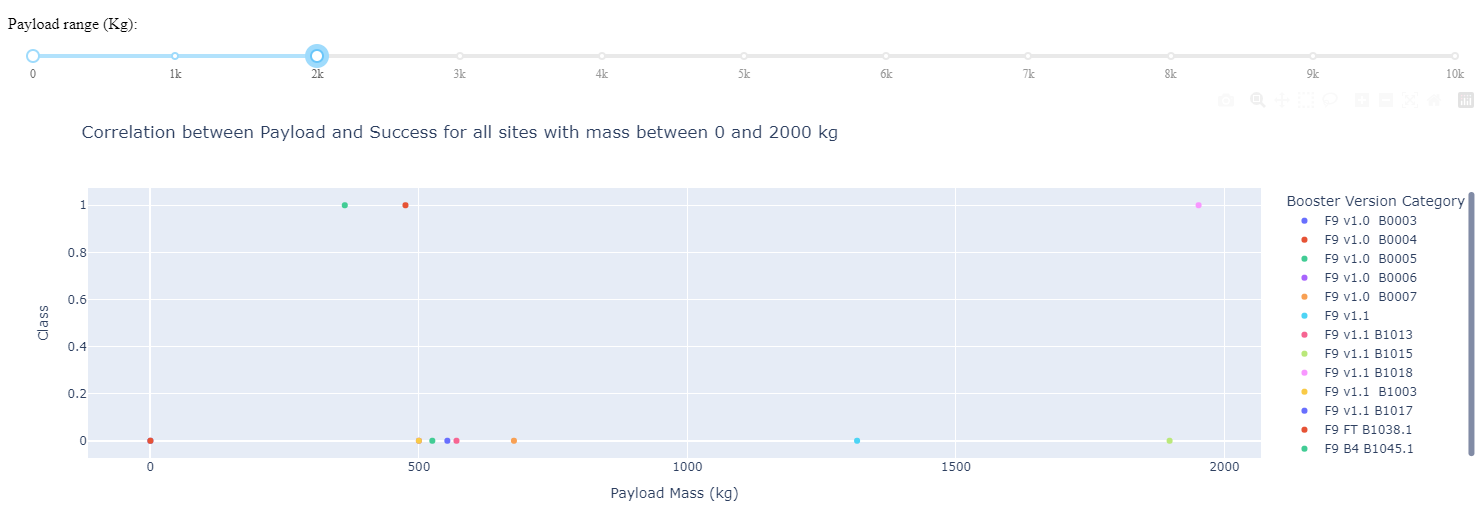 Payload range (Kg):
0 1k 2k 3k 4k 5k 6k 7k 8k 9k 10k
Correlation between Payload and Success for all sites with mass between 0 and 2000 kg
1
0.8
0.6
0.4
0.2
0
Class
0 500 1000 1500 2000
Payload Mass (kg)
Booster Version Category
F9 v1.0  B0003
F9 v1.0  B0004
F9 v1.0  B0005
F9 v1.0  B0006
F9 v1.0  B0007
F9 v1.1
F9 v1.1 B1013
F9 v1.1 B1015
F9 v1.1 B1018
F9 v1.1  B1003
F9 v1.1 B1017
F9 FT B1038.1
F9 B4 B1045.1